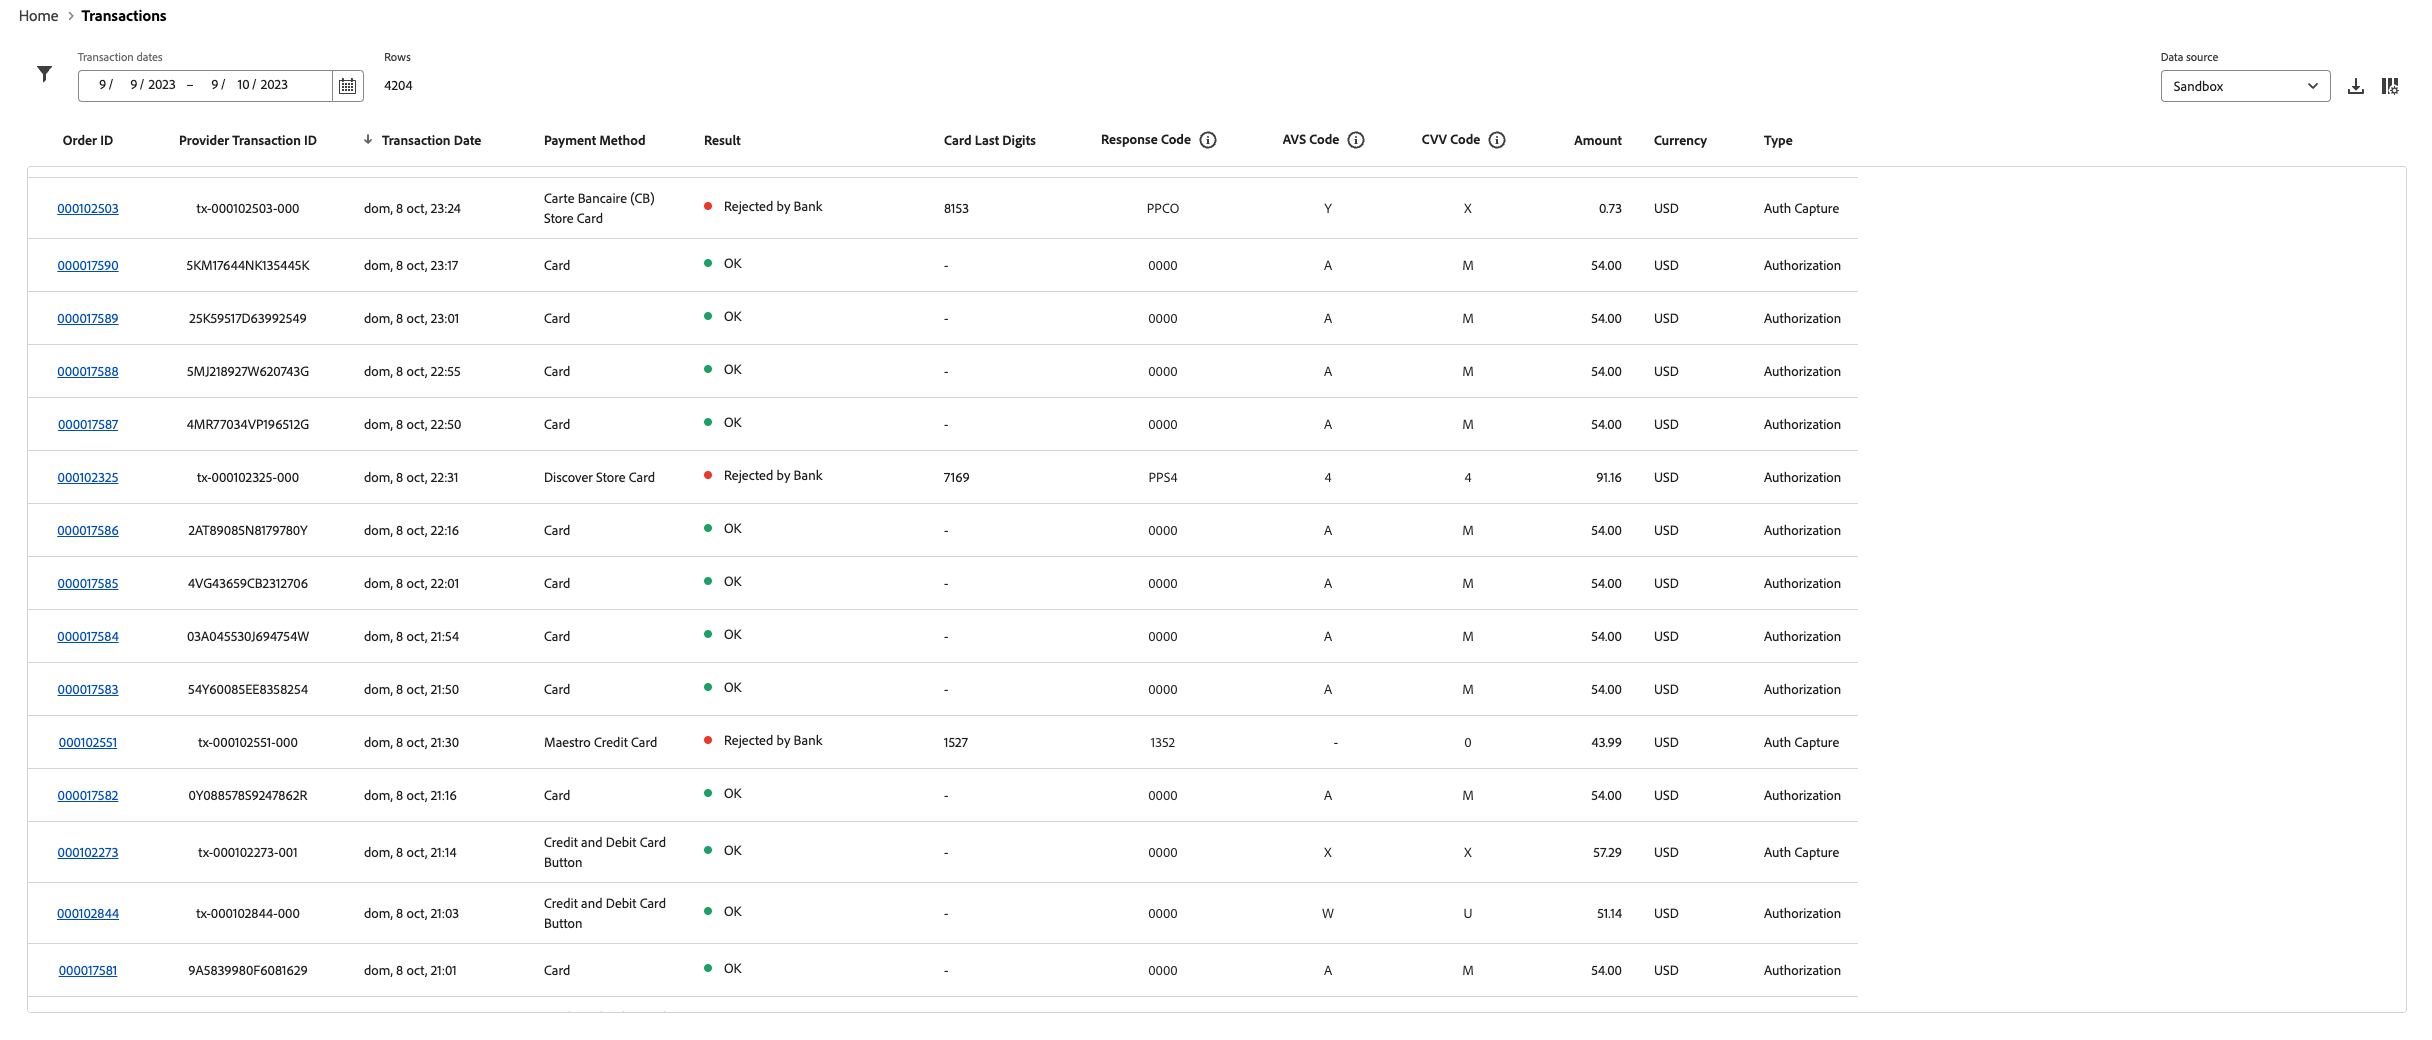 Home > Transactions
Transaction dates Rows Data source
9 / 9 / 2023 – 9 / 10 / 2023 4204 Sandbox
Order ID Provider Transaction ID Transaction Date Payment Method Result Card Last Digits Response Code AVS Code CVV Code Amount Currency Type
000102503 tx-000102503-000 dom, 8 oct, 23:24 Carte Bancaire (CB) Store Card Rejected by Bank 8153 PPCO Y X 0.73 USD Auth Capture
000017590 5KM17644NK135445K dom, 8 oct, 23:17 Card OK - 0000 A M 54.00 USD Authorization
000017589 25K59517D63992549 dom, 8 oct, 23:01 Card OK - 0000 A M 54.00 USD Authorization
000017588 5MJ218927W620743G dom, 8 oct, 22:55 Card OK - 0000 A M 54.00 USD Authorization
000017587 4MR77034VP196512G dom, 8 oct, 22:50 Card OK - 0000 A M 54.00 USD Authorization
000102325 tx-000102325-000 dom, 8 oct, 22:31 Discover Store Card Rejected by Bank 7169 PPS4 4 4 91.16 USD Authorization
000017586 2AT89085N8179780Y dom, 8 oct, 22:16 Card OK - 0000 A M 54.00 USD Authorization
000017585 4VG43659CB2312706 dom, 8 oct, 22:01 Card OK - 0000 A M 54.00 USD Authorization
000017584 03A045530J694754W dom, 8 oct, 21:54 Card OK - 0000 A M 54.00 USD Authorization
000017583 54Y60085EE8358254 dom, 8 oct, 21:50 Card OK - 0000 A M 54.00 USD Authorization
000102551 tx-000102551-000 dom, 8 oct, 21:30 Maestro Credit Card Rejected by Bank 1527 1352 - 0 43.99 USD Auth Capture
000017582 0Y088578S9247862R dom, 8 oct, 21:16 Card OK - 0000 A M 54.00 USD Authorization
000102273 tx-000102273-001 dom, 8 oct, 21:14 Credit and Debit Card Button OK - 0000 X X 57.29 USD Auth Capture
000102844 tx-000102844-000 dom, 8 oct, 21:03 Credit and Debit Card Button OK - 0000 W U 51.14 USD Authorization
000017581 9A5839980F6081629 dom, 8 oct, 21:01 Card OK - 0000 A M 54.00 USD Authorization